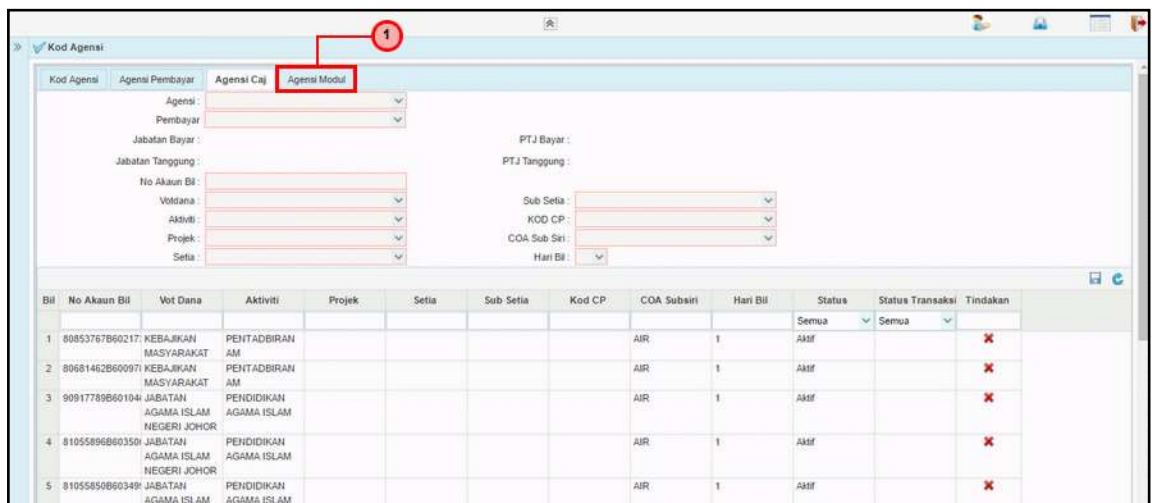 1
Kod Agensi
Kod Agensi Agensi Pembayar Agensi Caj Agensi Modul
Agensi :
Pembayar
Jabatan Bayar : PTJ Bayar :
Jabatan Tanggung : PTJ Tanggung :
No Akaun Bil :
Votdana : Sub Setia :
Aktiviti : KOD CP :
Projek : COA Sub Siri :
Setia : Hari Bil :
Bil No Akaun Bil Vot Dana Aktiviti Projek Setia Sub Setia Kod CP COA Subsiri Hari Bil Status Status Transaksi Tindakan
Semua Semua
1 80853767B60217 KEBAJIKAN PENTADBIRAN AIR 1 Aktif
MASYARAKAT AM
2 80681462B60097 KEBAJIKAN PENTADBIRAN AIR 1 Aktif
MASYARAKAT AM
3 90917789B60104 JABATAN PENDIDIKAN AIR 1 Aktif
AGAMA ISLAM AGAMA ISLAM
NEGERI JOHOR
4 81055896B60350 JABATAN PENDIDIKAN AIR 1 Aktif
AGAMA ISLAM AGAMA ISLAM
NEGERI JOHOR
5 81055850B60349 JABATAN PENDIDIKAN AIR 1 Aktif
AGAMA ISLAM AGAMA ISLAM